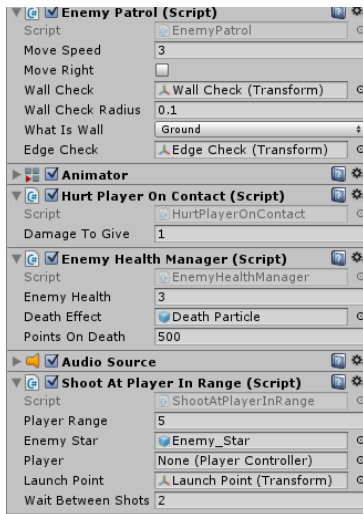 Enemy Patrol (Script)
Script EnemyPatrol
Move Speed 3
Move Right
Wall Check Wall Check (Transform)
Wall Check Radius 0.1
What Is Wall Ground
Edge Check Edge Check (Transform)
Animator
Hurt Player On Contact (Script)
Script HurtPlayerOnContact
Damage To Give 1
Enemy Health Manager (Script)
Script EnemyHealthManager
Enemy Health 3
Death Effect Death Particle
Points On Death 500
Audio Source
Shoot At Player In Range (Script)
Script ShootAtPlayerInRange
Player Range 5
Enemy Star Enemy_Star
Player None (Player Controller)
Launch Point Launch Point (Transform)
Wait Between Shots 2